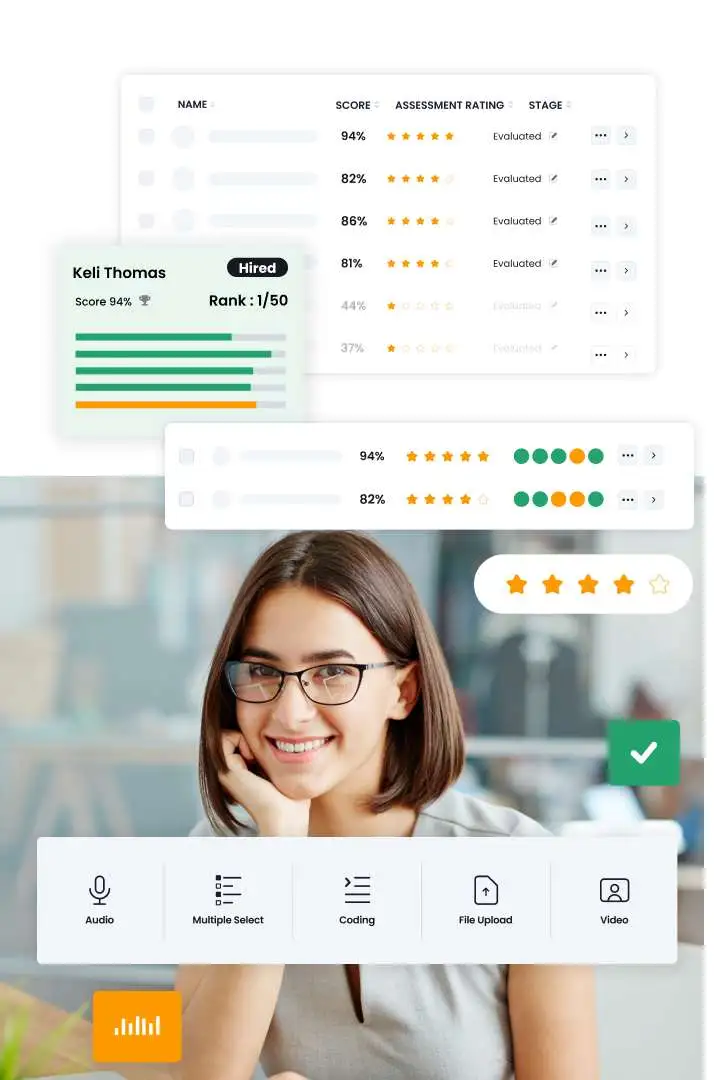 NAME SCORE ASSESSMENT RATING STAGE
94% Evaluated
82% Evaluated
86% Evaluated
81% Evaluated
44% Evaluated
37% Evaluated
Keli Thomas Hired
Score 94% Rank : 1/50
94%
82%
Audio Multiple Select Coding File Upload Video